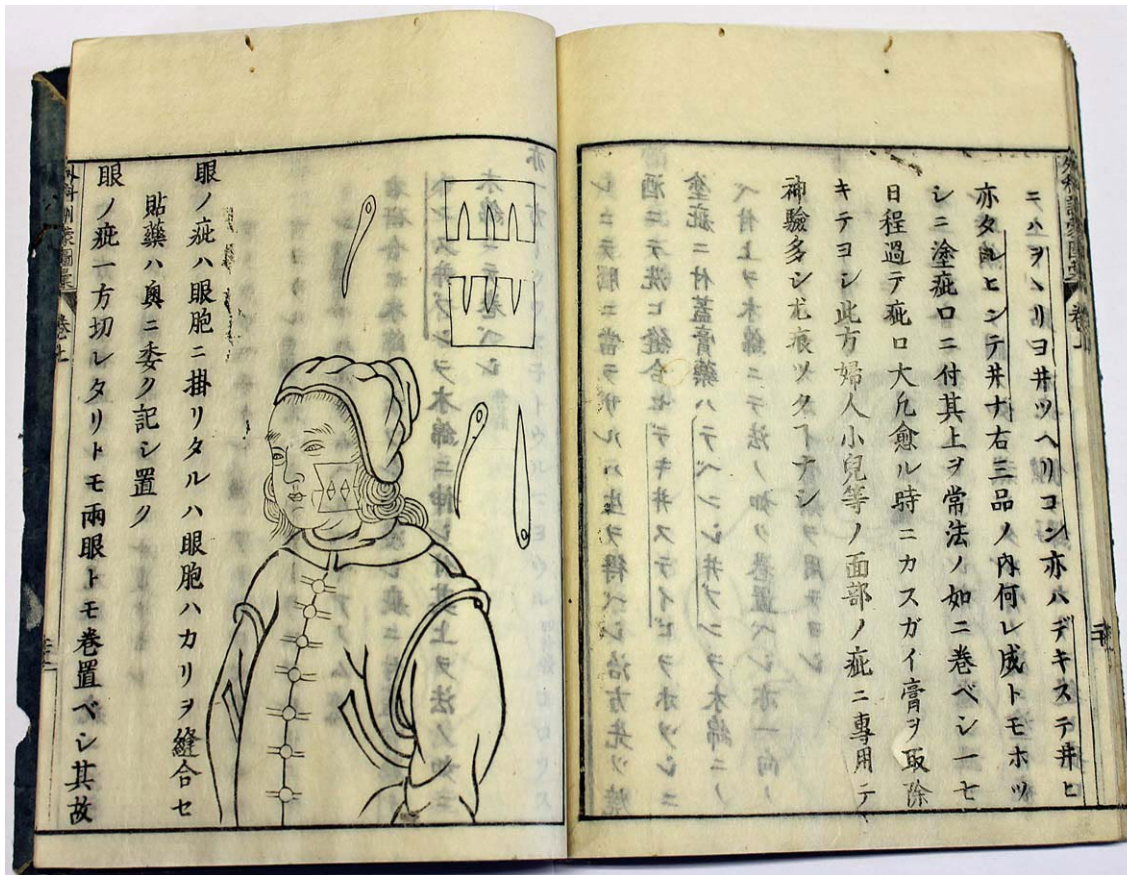 ニハヲヘリヨ井ツヘリコン亦ハデキステ井ヒ
亦タルヒンテ井ナ右三品ノ内何レ成トモホツ
シニ塗疵口ニ付其上ヲ常法ノ如ニ巻ベシ一七
日程過テ疵口大凡愈ル時ニカスガイ膏ヲ取除
キテヨシ此方婦人小兒等ノ面部ノ疵ニ専用テ
神驗多シ尤痕ツク丁ナシ
眼ノ疵ハ眼胞ニ掛リタルハ眼胞ハカリヲ縫合セ
貼藥ハ奥ニ委ク記シ置ク
眼ノ疵一方切レタリトモ兩眼トモ巻置ベシ其故